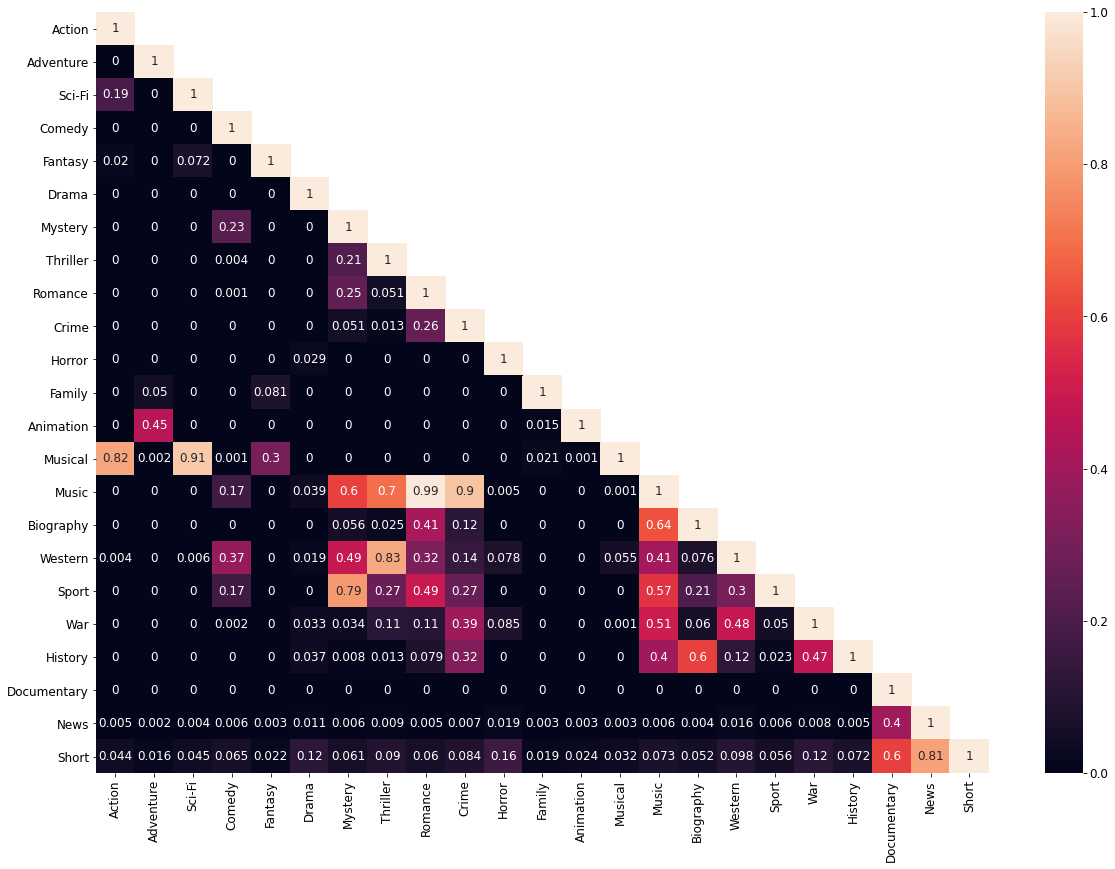 Action 1 1.0
Adventure 0 1
Sci-Fi 0.19 0 1
Comedy 0 0 0 1
Fantasy 0.02 0 0.072 0 1
0.8
Drama 0 0 0 0 0 1
Mystery 0 0 0 0.23 0 0 1
Thriller 0 0 0 0.004 0 0 0.21 1
Romance 0 0 0 0.001 0 0 0.25 0.051 1
0.6
Crime 0 0 0 0 0 0 0.051 0.013 0.26 1
Horror 0 0 0 0 0 0.029 0 0 0 0 1
Family 0 0.05 0 0 0.081 0 0 0 0 0 0 1
Animation 0 0.45 0 0 0 0 0 0 0 0 0 0.015 1
Musical 0.82 0.002 0.91 0.001 0.3 0 0 0 0 0 0 0.021 0.001 1
0.4
Music 0 0 0 0.17 0 0.039 0.6 0.7 0.99 0.9 0.005 0 0 0.001 1
Biography 0 0 0 0 0 0 0.056 0.025 0.41 0.12 0 0 0 0 0.64 1
Western 0.004 0 0.006 0.37 0 0.019 0.49 0.83 0.32 0.14 0.078 0 0 0.055 0.41 0.076 1
Sport 0 0 0 0.17 0 0 0.79 0.27 0.49 0.27 0 0 0 0 0.57 0.21 0.3 1
0.2
War 0 0 0 0.002 0 0.033 0.034 0.11 0.11 0.39 0.085 0 0 0.001 0.51 0.06 0.48 0.05 1
History 0 0 0 0 0 0.037 0.008 0.013 0.079 0.32 0 0 0 0 0.4 0.6 0.12 0.023 0.47 1
Documentary 0 0 0 0 0 0 0 0 0 0 0 0 0 0 0 0 0 0 0 0 1
News 0.005 0.002 0.004 0.006 0.003 0.011 0.006 0.009 0.005 0.007 0.019 0.003 0.003 0.003 0.006 0.004 0.016 0.006 0.008 0.005 0.4 1
Short 0.044 0.016 0.045 0.065 0.022 0.12 0.061 0.09 0.06 0.084 0.16 0.019 0.024 0.032 0.073 0.052 0.098 0.056 0.12 0.072 0.6 0.81 1
0.0
Action
Adventure
Sci-Fi
Comedy
Fantasy
Drama
Mystery
Thriller
Romance
Crime
Horror
Family
Animation
Musical
Music
Biography
Western
Sport
War
History
Documentary
News
Short